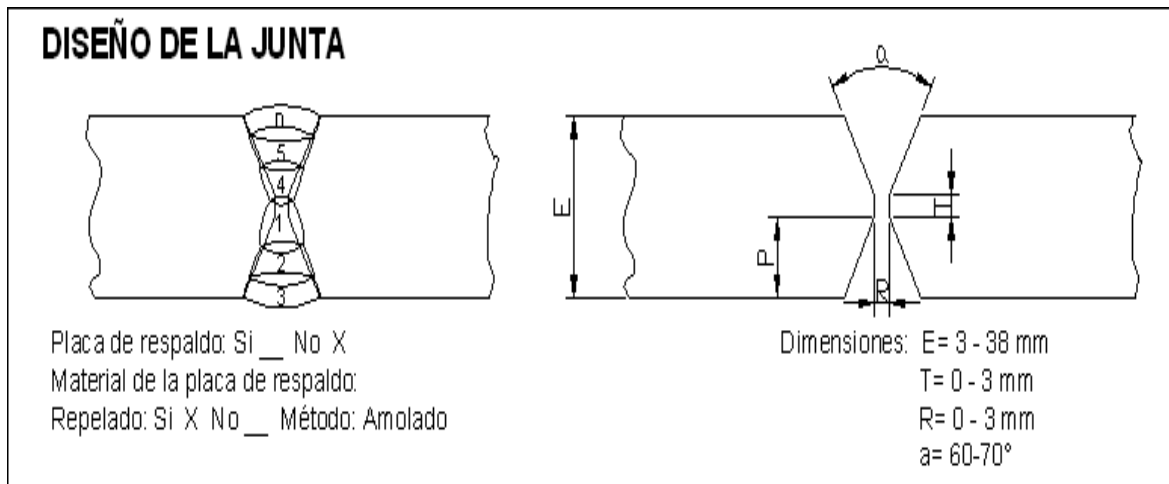 DISEÑO DE LA JUNTA
n
5
4
1
2
3
a
E
T
P
R
Placa de respaldo: Si __ No X
Material de la placa de respaldo:
Repelado: Si X No __ Método: Amolado
Dimensiones: E= 3 - 38 mm
T= 0 - 3 mm
R= 0 - 3 mm
a= 60-70°